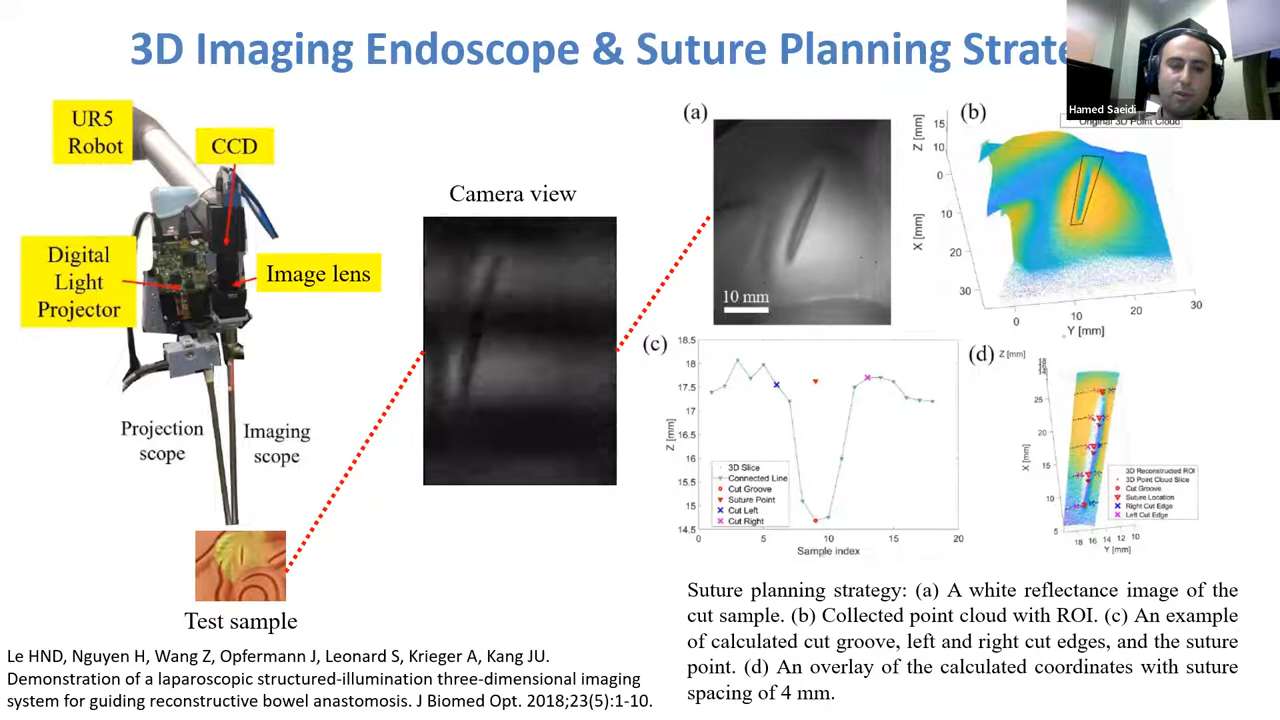 3D Imaging Endoscope & Suture Planning Strate
Hamed Saeidi
UR5
Robot
CCD
Digital
Light
Projector
Image lens
Projection
scope
Imaging
scope
Test sample
Camera view
(a)
10 mm
(b)
Original 3D Point Cloud
Z [mm]
15
10
0
X [mm]
10
20
30
0
10
20
30
Y [mm]
(c)
18.5
18
17.5
17
16.5
16
15.5
15
14.5
Z [mm]
3D Slice
Connected Line
Cut Groove
Suture Point
Cut Left
Cut Right
0
5
10
15
20
Sample index
(d)
Z [mm]
25
20
15
10
5
X [mm]
3D Reconstructed ROI
3D Point Cloud Slice
Cut Groove
Suture Location
Right Cut Edge
Left Cut Edge
18 16 14 12 10
Y [mm]
Suture planning strategy: (a) A white reflectance image of the
cut sample. (b) Collected point cloud with ROI. (c) An example
of calculated cut groove, left and right cut edges, and the suture
point. (d) An overlay of the calculated coordinates with suture
spacing of 4 mm.
Le HND, Nguyen H, Wang Z, Opfermann J, Leonard S, Krieger A, Kang JU.
Demonstration of a laparoscopic structured-illumination three-dimensional imaging
system for guiding reconstructive bowel anastomosis. J Biomed Opt. 2018;23(5):1-10.